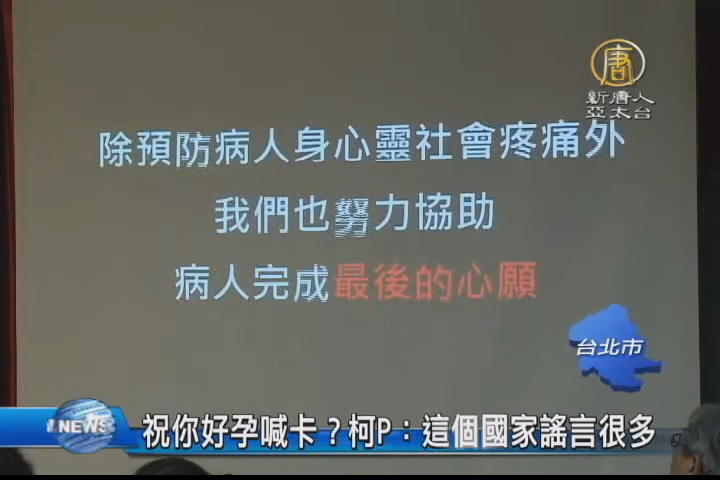 新唐人
亞太台
除預防病人身心靈社會疼痛外
我們也努力協助
病人完成最後的心願
台北市
NEWS
祝你好孕喊卡？柯P：這個國家謠言很多